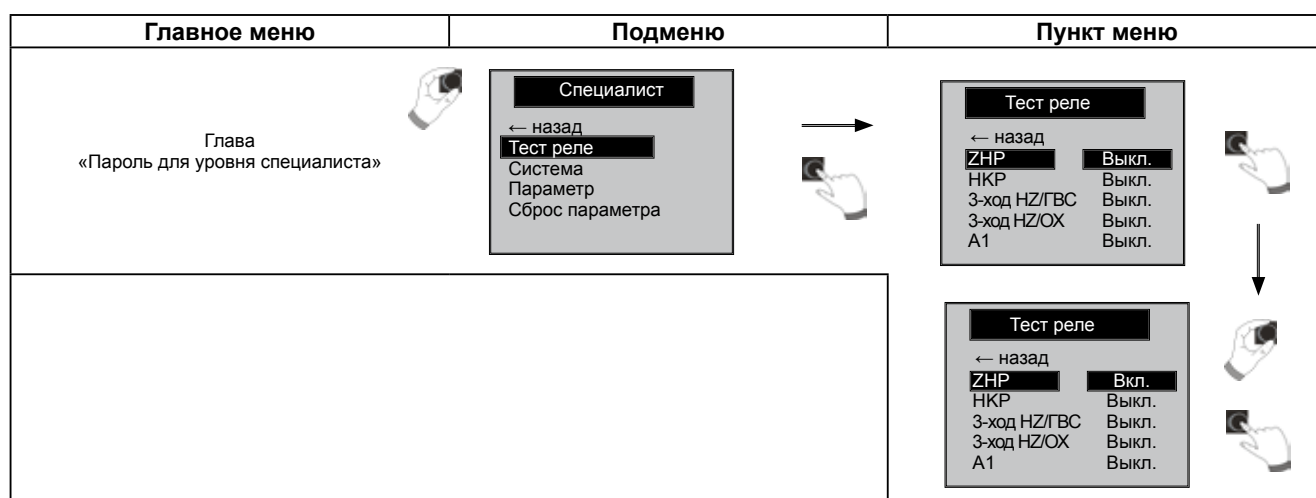 Главное меню
Подменю
Пункт меню
Глава
«Пароль для уровня специалиста»
Специалист
← назад
Тест реле
Система
Параметр
Сброс параметра
Тест реле
← назад
ZHP Выкл.
HKP Выкл.
3-ход HZ/ГВС Выкл.
3-ход HZ/OX Выкл.
A1 Выкл.
Тест реле
← назад
ZHP Вкл.
HKP Выкл.
3-ход HZ/ГВС Выкл.
3-ход HZ/OX Выкл.
A1 Выкл.